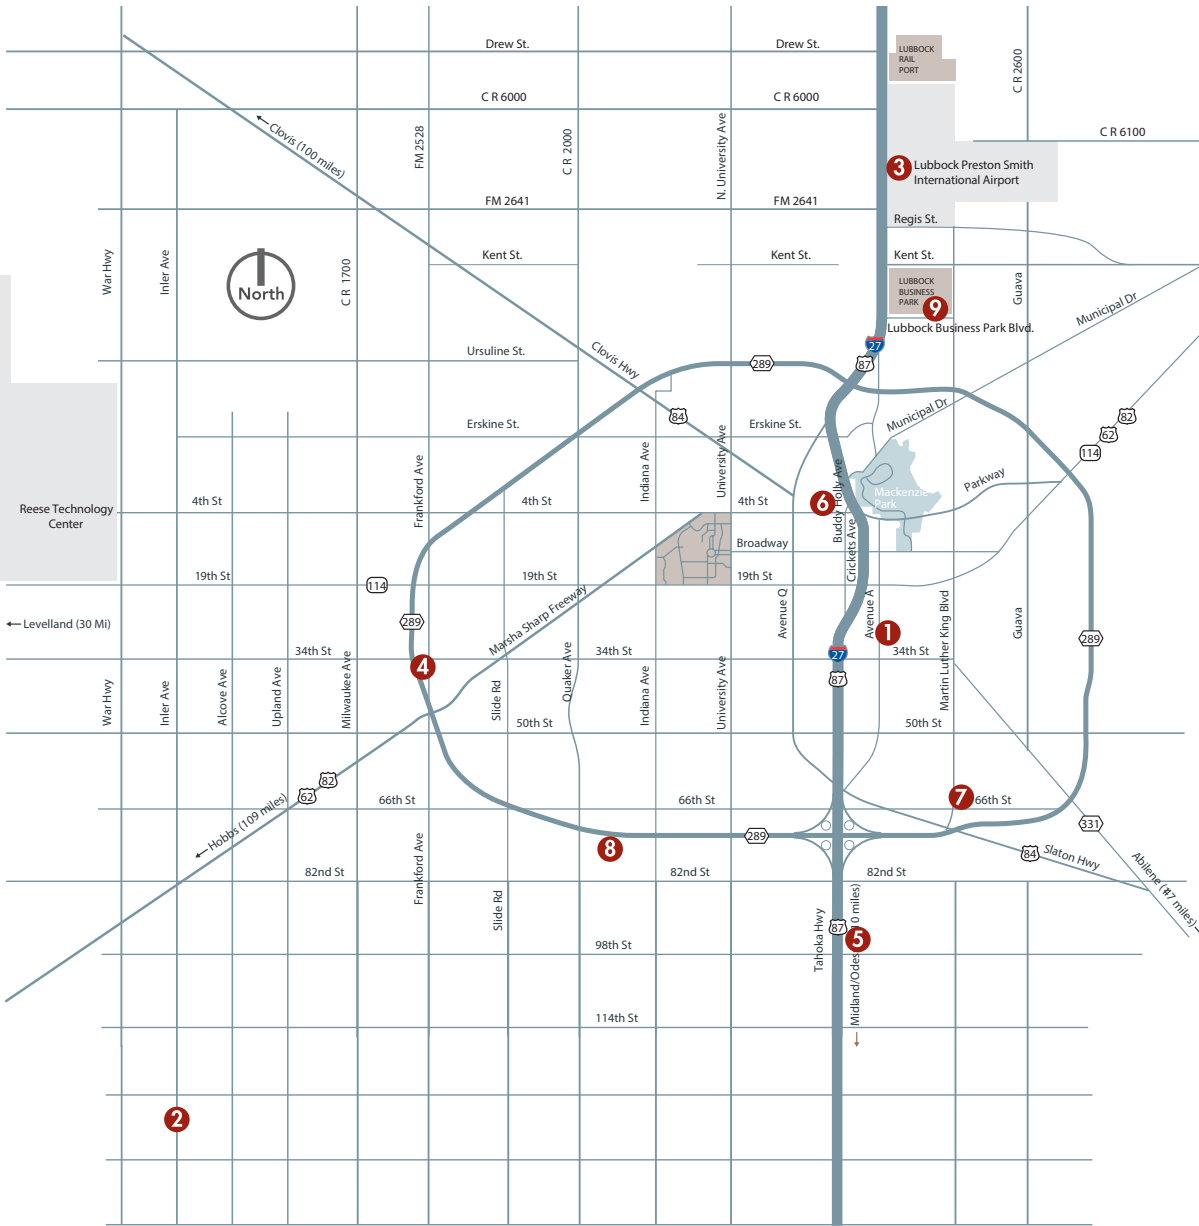 Drew St.
Drew St.
LUBBOCK
RAIL
PORT
C R 2600
C R 6000
C R 6000
Clovis (100 miles)
FM 2528
C R 2000
N. University Ave
C R 6100
3
Lubbock Preston Smith
International Airport
FM 2641
FM 2641
Regis St.
War Hwy
Inler Ave
North
C R 1700
Kent St.
Kent St.
Kent St.
LUBBOCK
BUSINESS
PARK
9
Guava
Municipal Dr
Lubbock Business Park Blvd.
27
87
Ursuline St.
Clovis Hwy
289
84
Erskine St.
Erskine St.
Municipal Dr
82
62
114
Frankford Ave
Indiana Ave
University Ave
Buddy Holly Ave
Mackenzie
Park
Parkway
Reese Technology
Center
4th St
4th St
4th St
6
Broadway
Crickets Ave
19th St
114
19th St
19th St
Levelland (30 Mi)
289
Marsha Sharp Freeway
Avenue Q
Avenue A
1
Martin Luther King Blvd
Guava
289
34th St
4
34th St
27
34th St
87
War Hwy
Inler Ave
Alcove Ave
Upland Ave
Milwaukee Ave
Slide Rd
Quaker Ave
Indiana Ave
University Ave
50th St
50th St
82
62
66th St
66th St
7
66th St
Hobbs (109 miles)
8
289
331
84
Slaton Hwy
Abilene (147 miles)
82nd St
82nd St
82nd St
Frankford Ave
Slide Rd
Tahoka Hwy
87
5
Midland/Odes
0 miles)
98th St
114th St
2